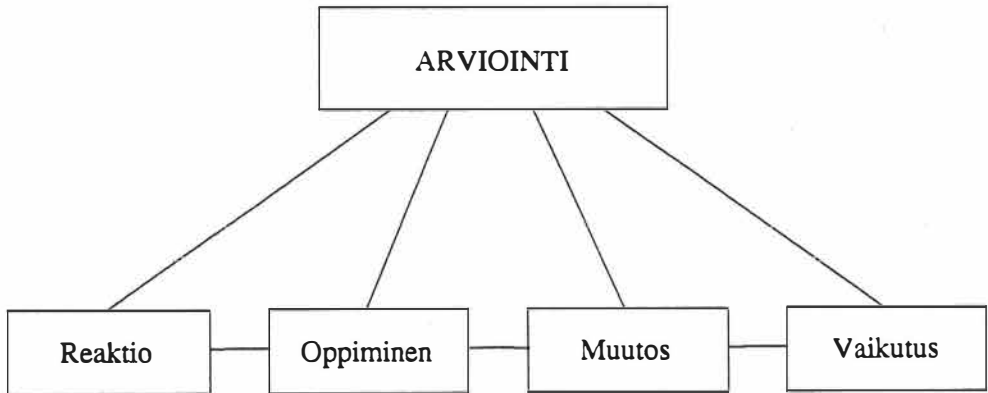 ARVIOINTI
Reaktio
Oppiminen
Muutos
Vaikutus